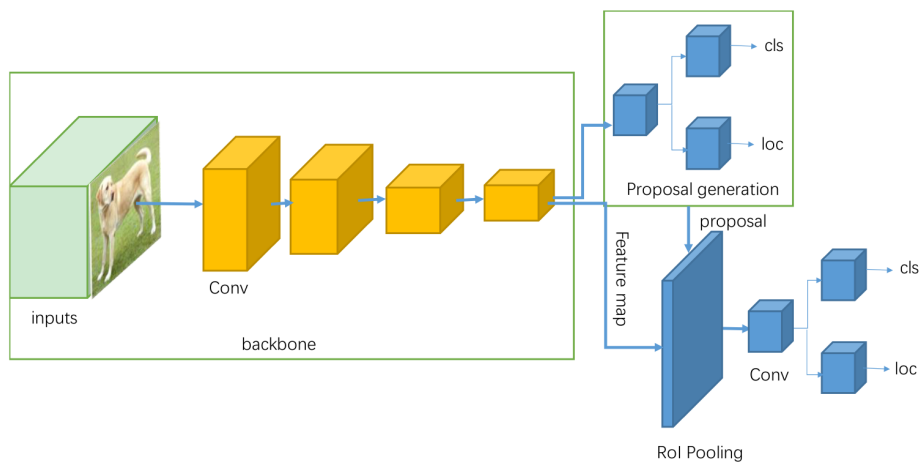 cls
loc
Proposal generation
proposal
Feature map
cls
Conv
inputs
backbone
Conv
loc
RoI Pooling